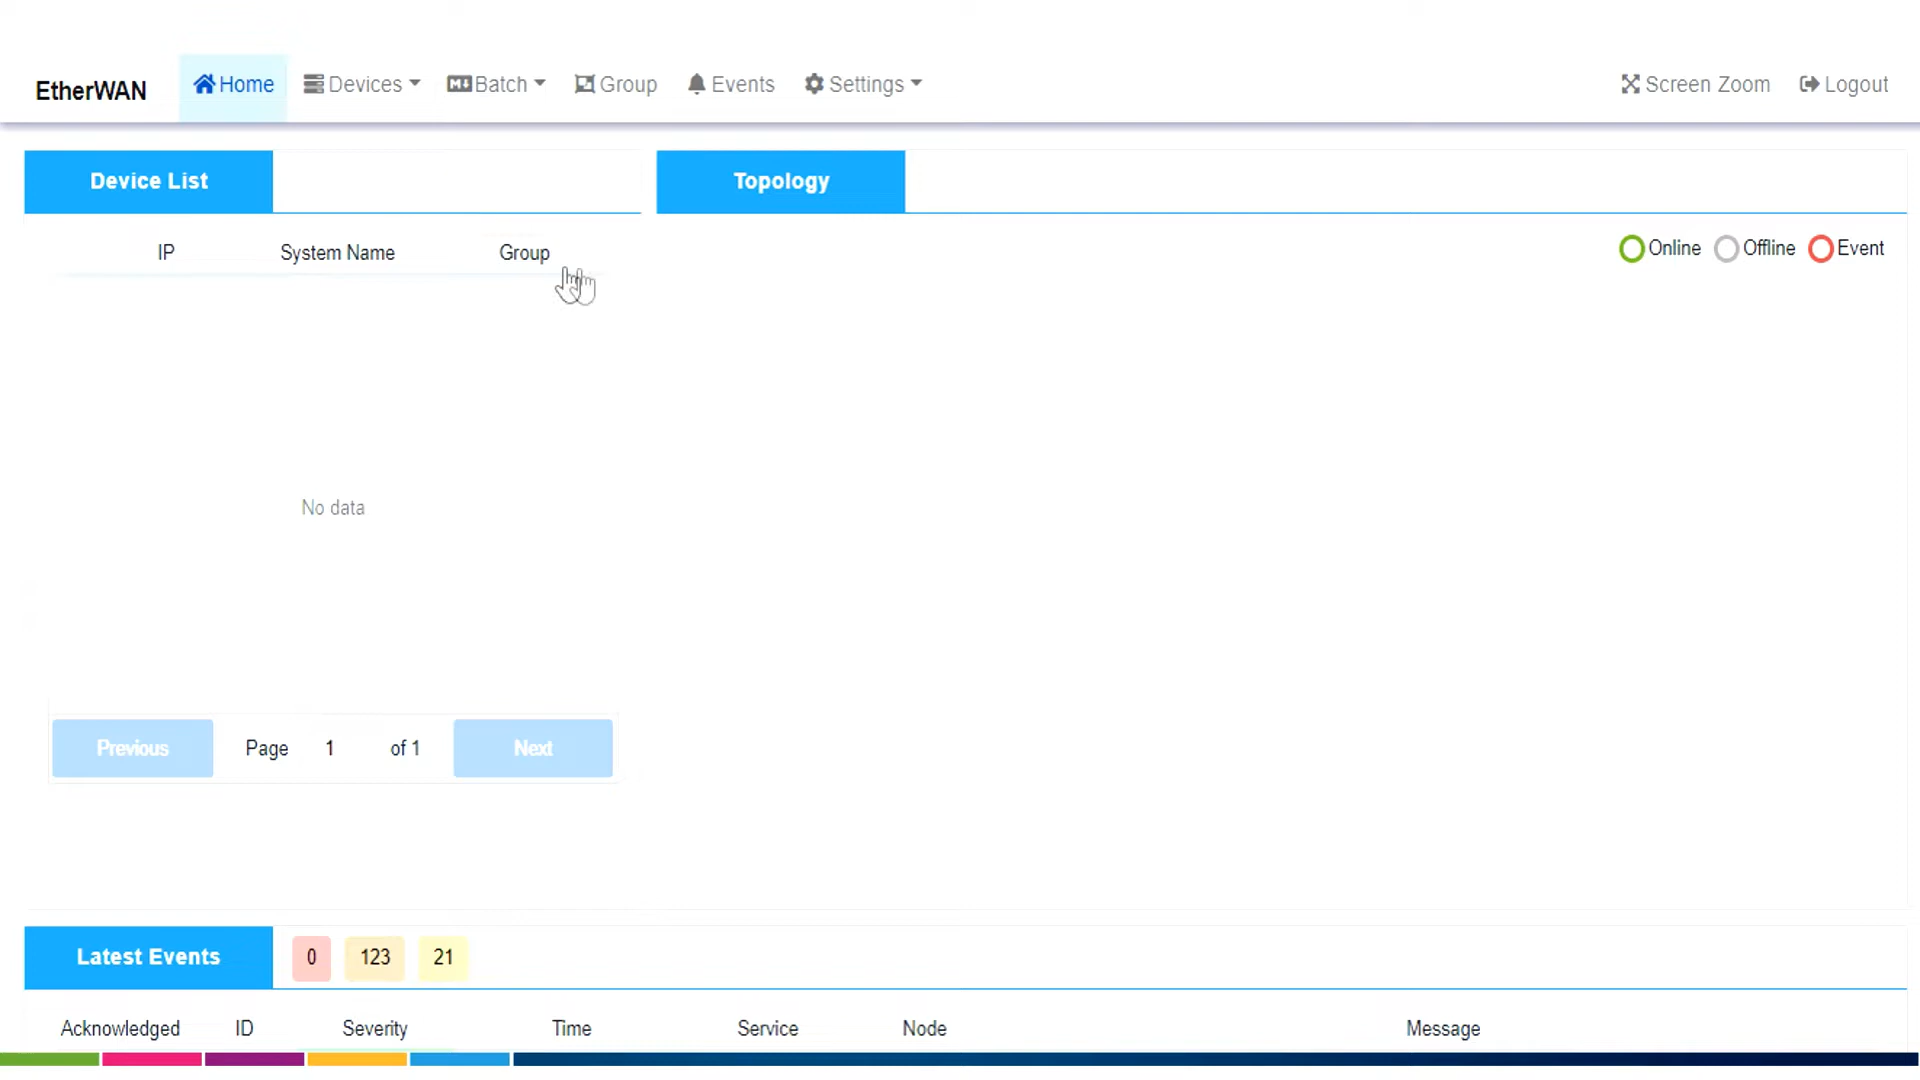 EtherWAN Home Devices Batch Group Events Settings Screen Zoom Logout
Device List
Topology
IP System Name Group
Online Offline Event
No data
Previous Page 1 of 1 Next
Latest Events 0 123 21
Acknowledged ID Severity Time Service Node Message